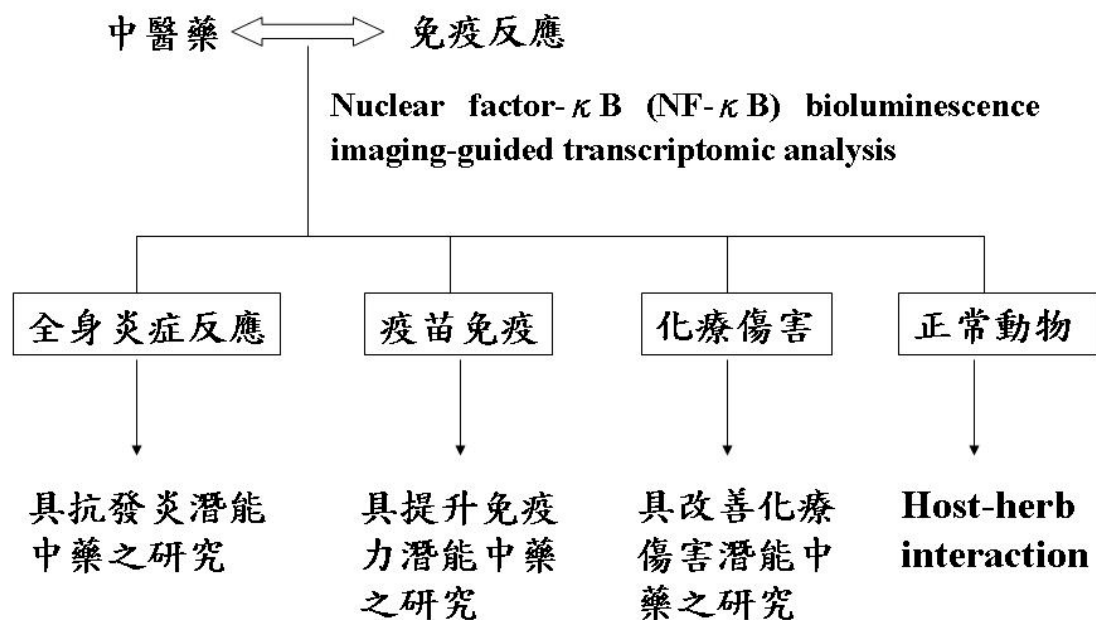 中醫藥 免疫反應
Nuclear factor-κB (NF-κB) bioluminescence
imaging-guided transcriptomic analysis
全身炎症反應 疫苗免疫 化療傷害 正常動物
具抗發炎潛能
中藥之研究
具提升免疫
力潛能中藥
之研究
具改善化療
傷害潛能中
藥之研究
Host-herb
interaction